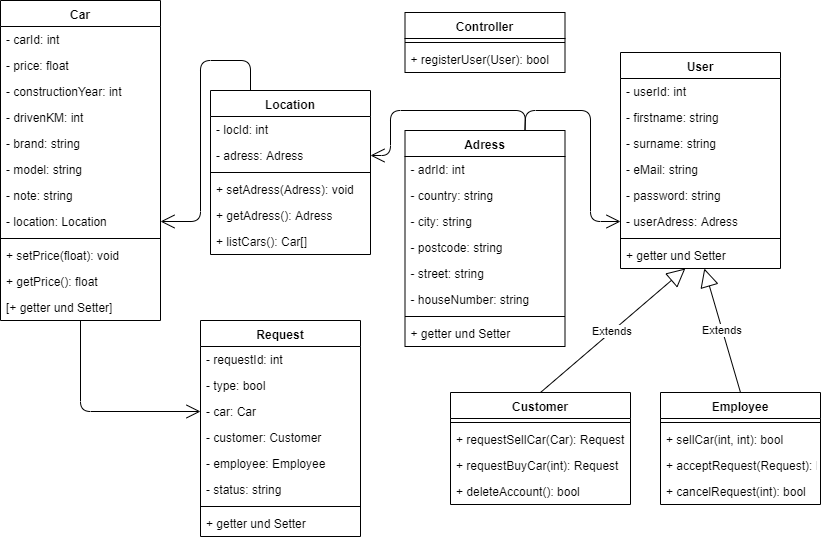 Car
- carId: int
- price: float
- constructionYear: int
- drivenKM: int
- brand: string
- model: string
- note: string
- location: Location
+ setPrice(float): void
+ getPrice(): float
[+ getter und Setter]
Location
- locId: int
- adress: Adress
+ setAdress(Adress): void
+ getAdress(): Adress
+ listCars(): Car[]
Controller
+ registerUser(User): bool
Adress
- adrId: int
- country: string
- city: string
- postcode: string
- street: string
- houseNumber: string
+ getter und Setter
User
- userId: int
- firstname: string
- surname: string
- eMail: string
- password: string
- userAdress: Adress
+ getter und Setter
Extends
Extends
Request
- requestId: int
- type: bool
- car: Car
- customer: Customer
- employee: Employee
- status: string
+ getter und Setter
Customer
+ requestSellCar(Car): Request
+ requestBuyCar(int): Request
+ deleteAccount(): bool
Employee
+ sellCar(int, int): bool
+ acceptRequest(Request):
+ cancelRequest(int): bool